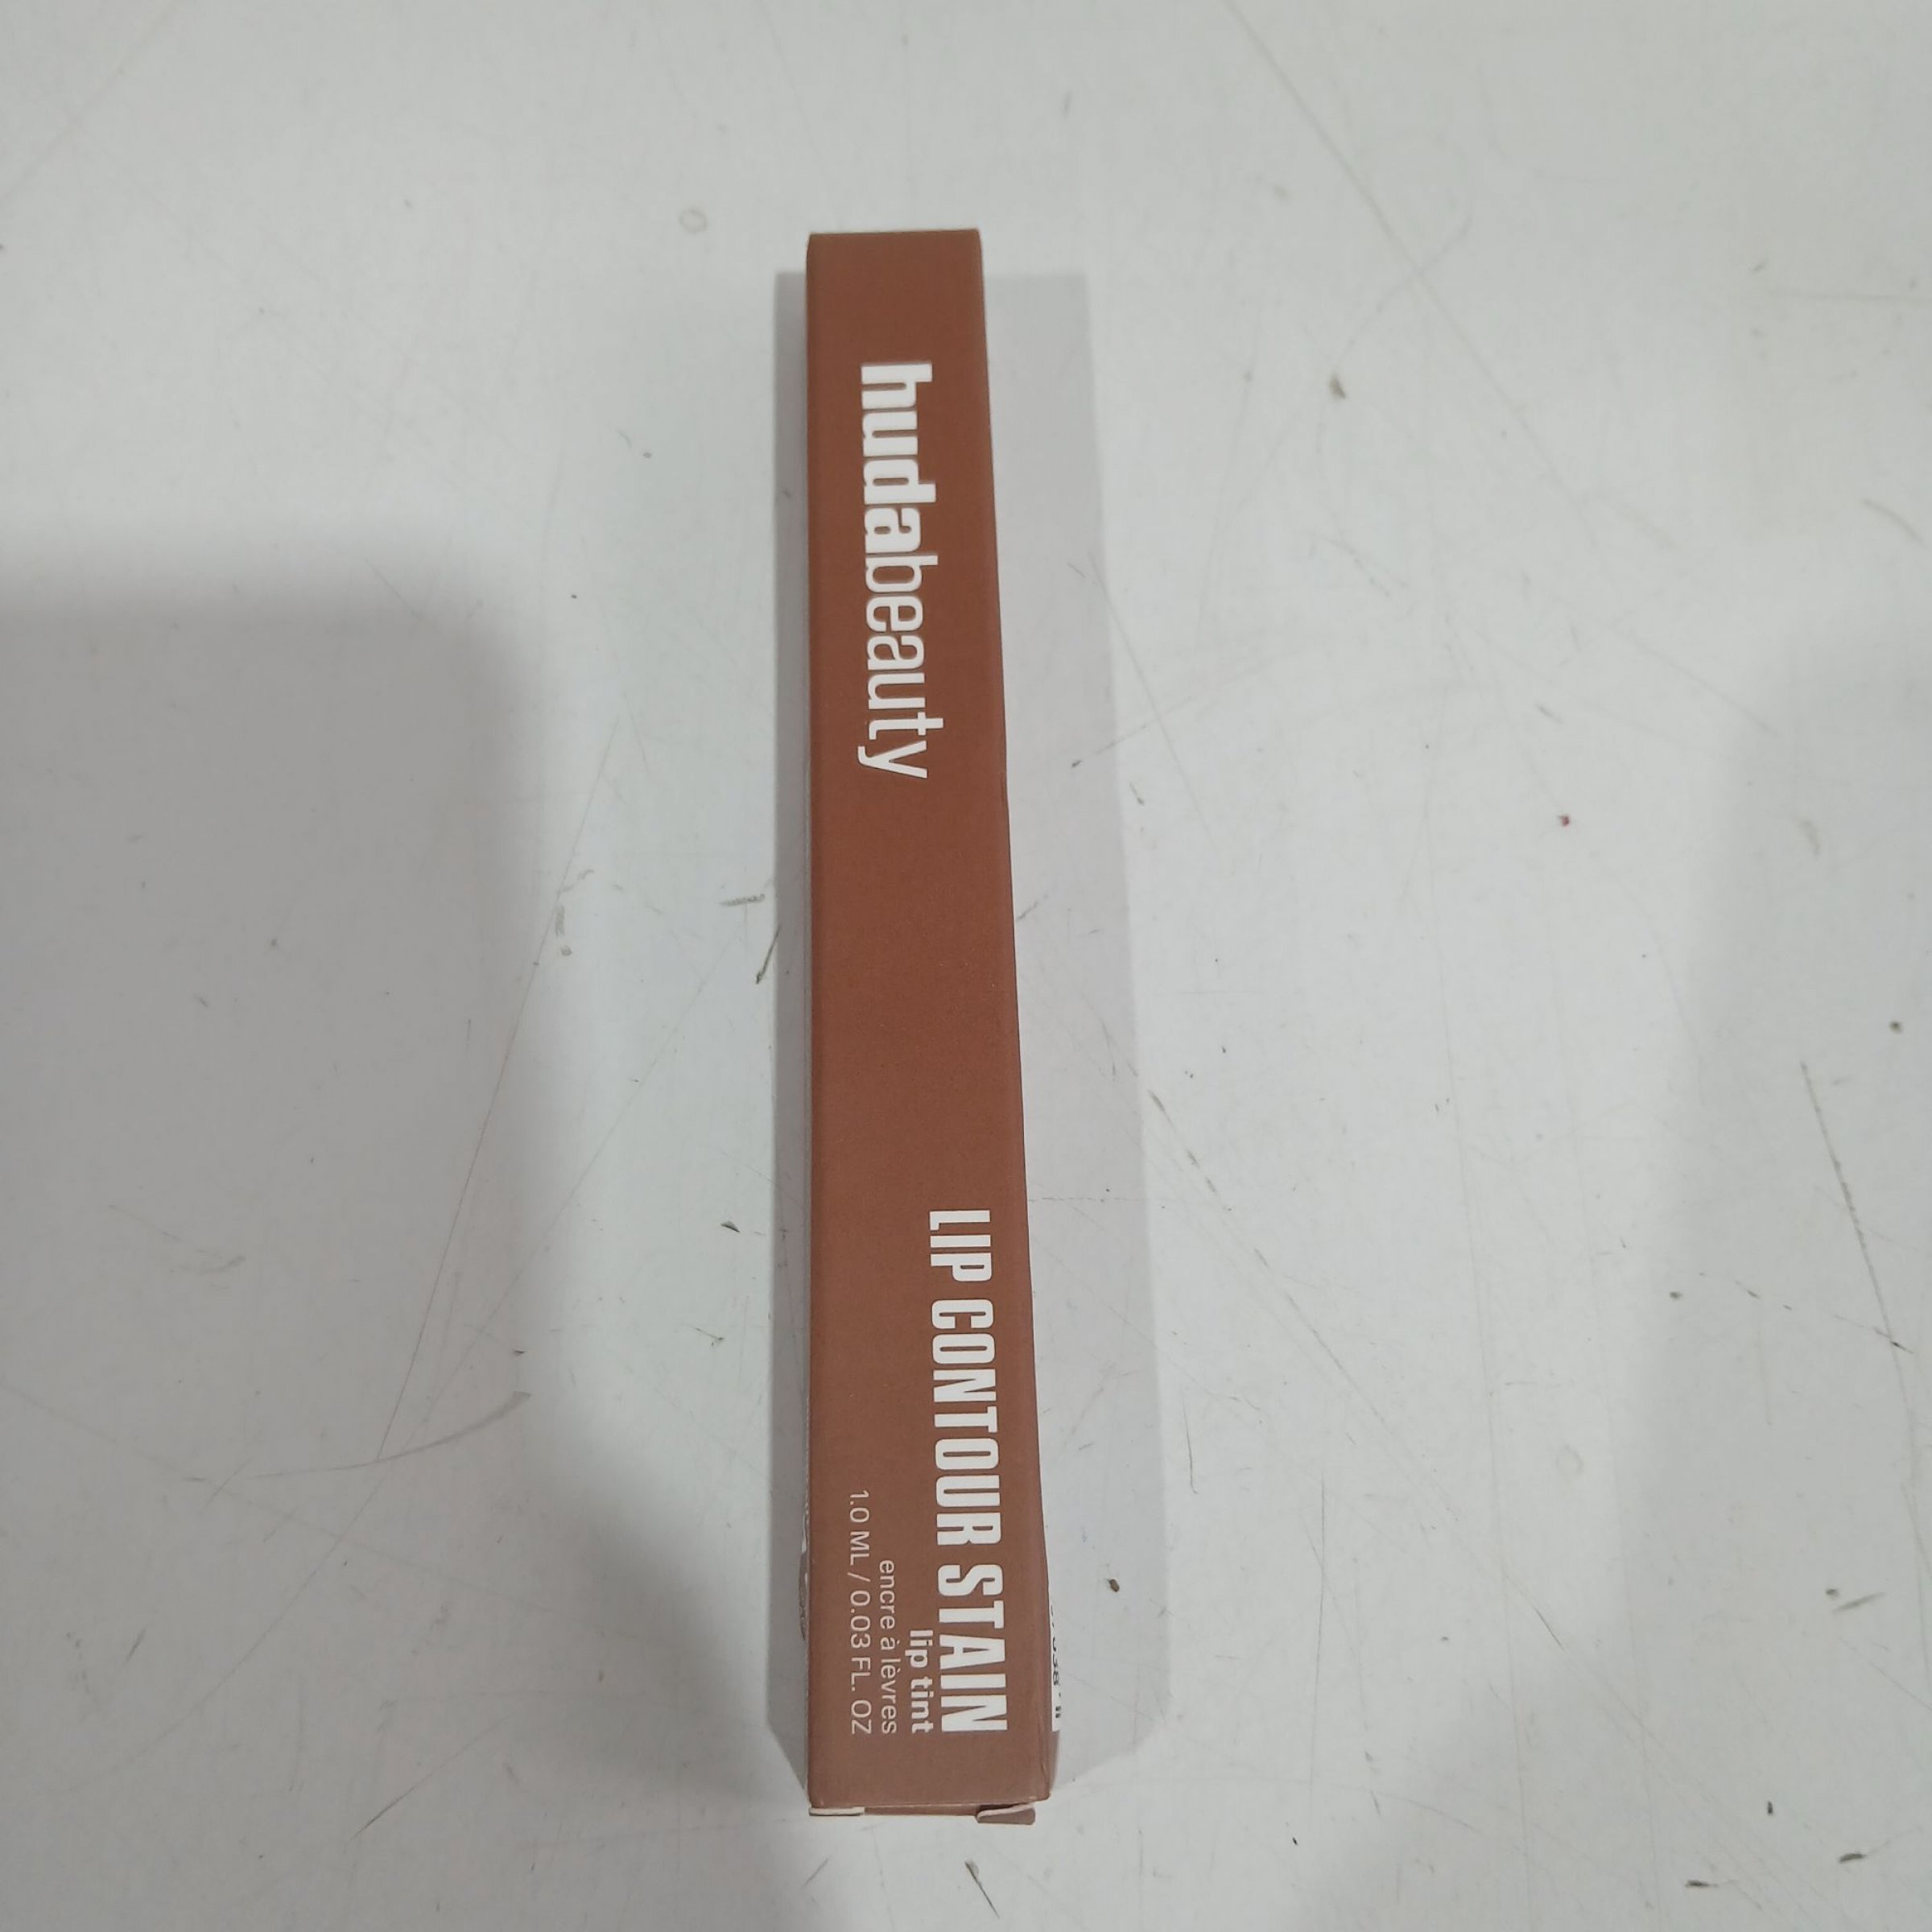 hudabeauty
LIP CONTOUR STAIN
lip tint
encre à lèvres
1.0 ML / 0.03 FL. OZ